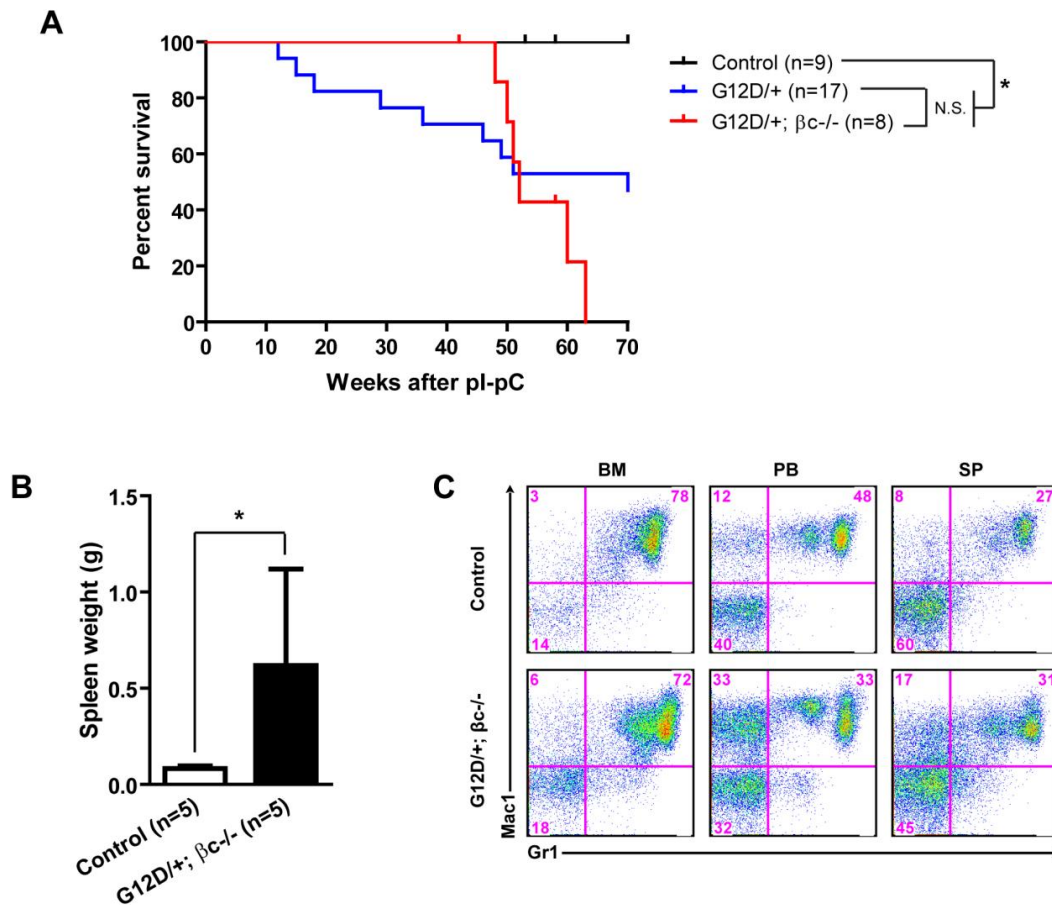 A
100
80
60
40
20
0
Percent survival
0 10 20 30 40 50 60 70
Weeks after pI-pC
Control (n=9)
G12D/+ (n=17)
G12D/+; βc-/- (n=8)
N.S.
*
B
1.5
1.0
0.5
0.0
Spleen weight (g)
*
Control (n=5)
G12D/+; βc-/- (n=5)
C
BM PB SP
Control
3 78 12 48 8 27
14 40 60
G12D/+; βc-/-
6 72 33 33 17 31
18 32 45
Mac1
Gr1